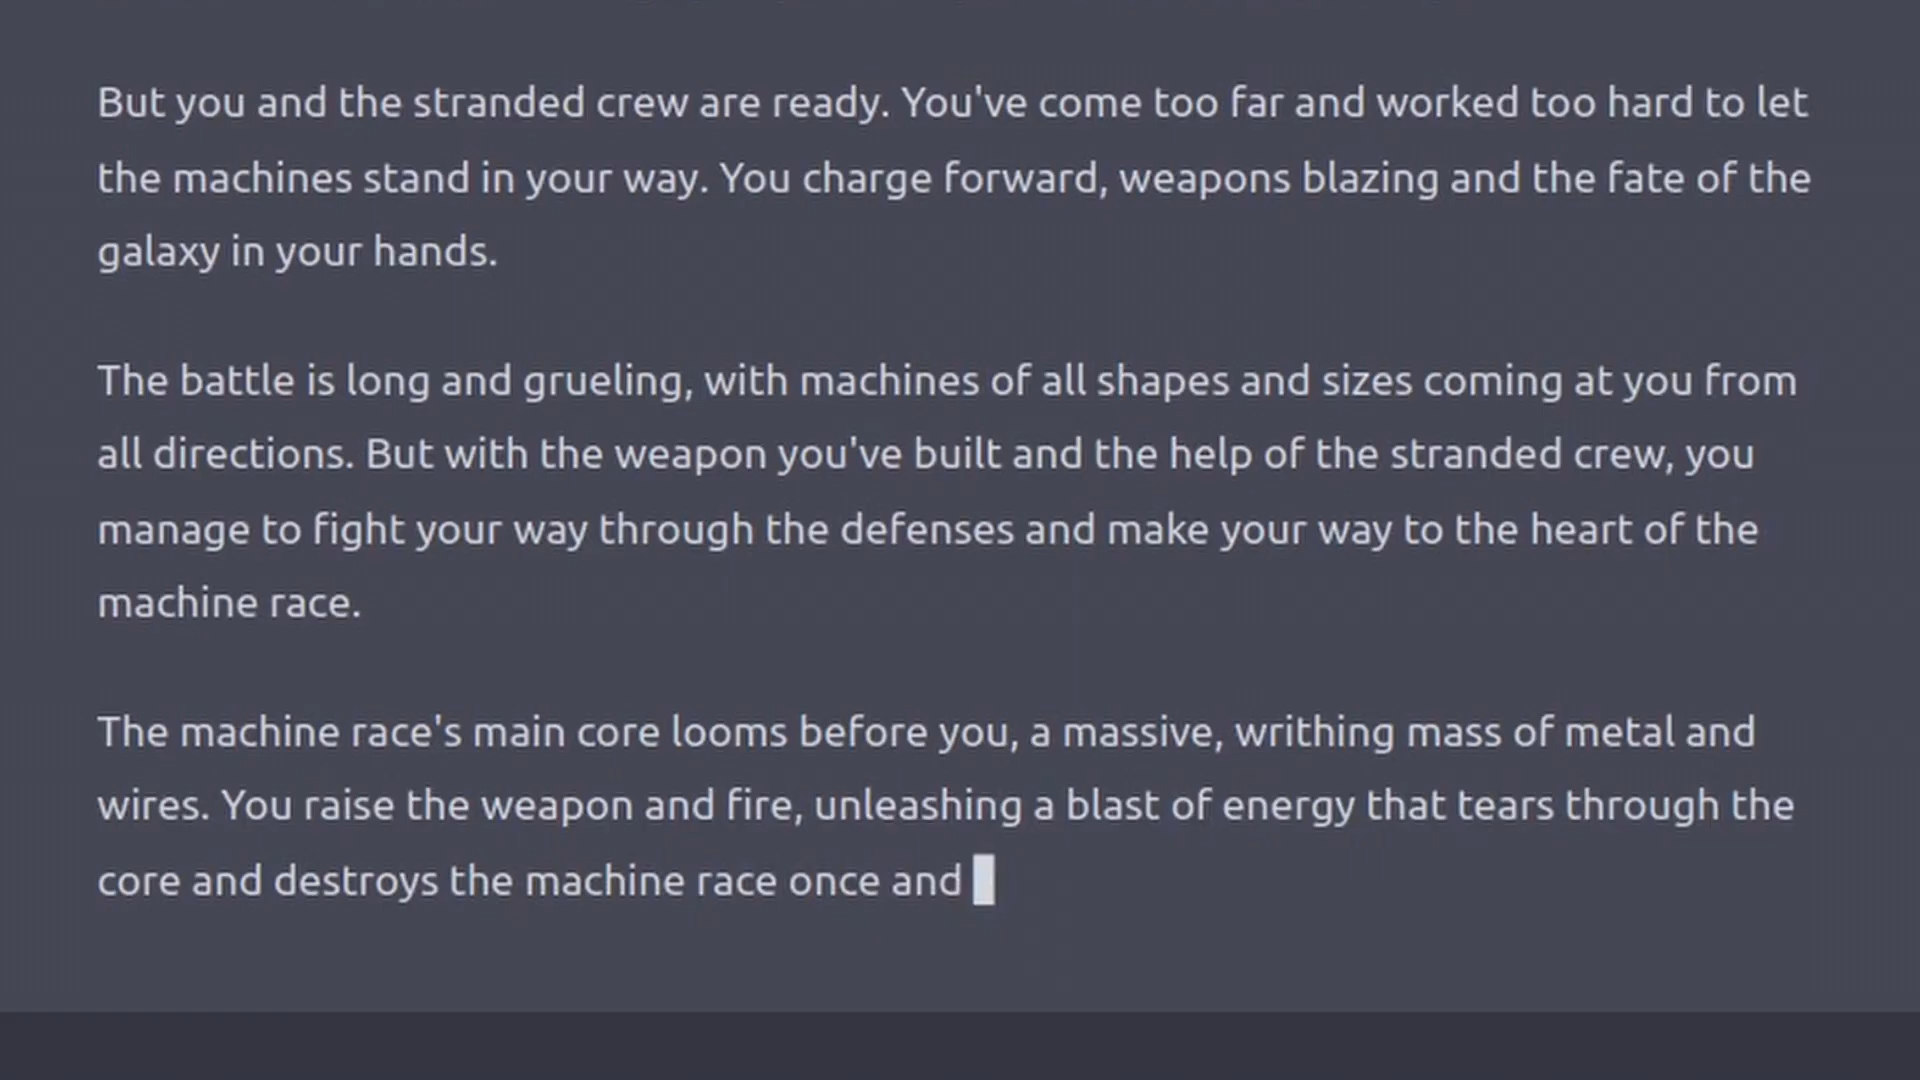 But you and the stranded crew are ready. You've come too far and worked too hard to let
the machines stand in your way. You charge forward, weapons blazing and the fate of the
galaxy in your hands.
The battle is long and grueling, with machines of all shapes and sizes coming at you from
all directions. But with the weapon you've built and the help of the stranded crew, you
manage to fight your way through the defenses and make your way to the heart of the
machine race.
The machine race's main core looms before you, a massive, writhing mass of metal and
wires. You raise the weapon and fire, unleashing a blast of energy that tears through the
core and destroys the machine race once and